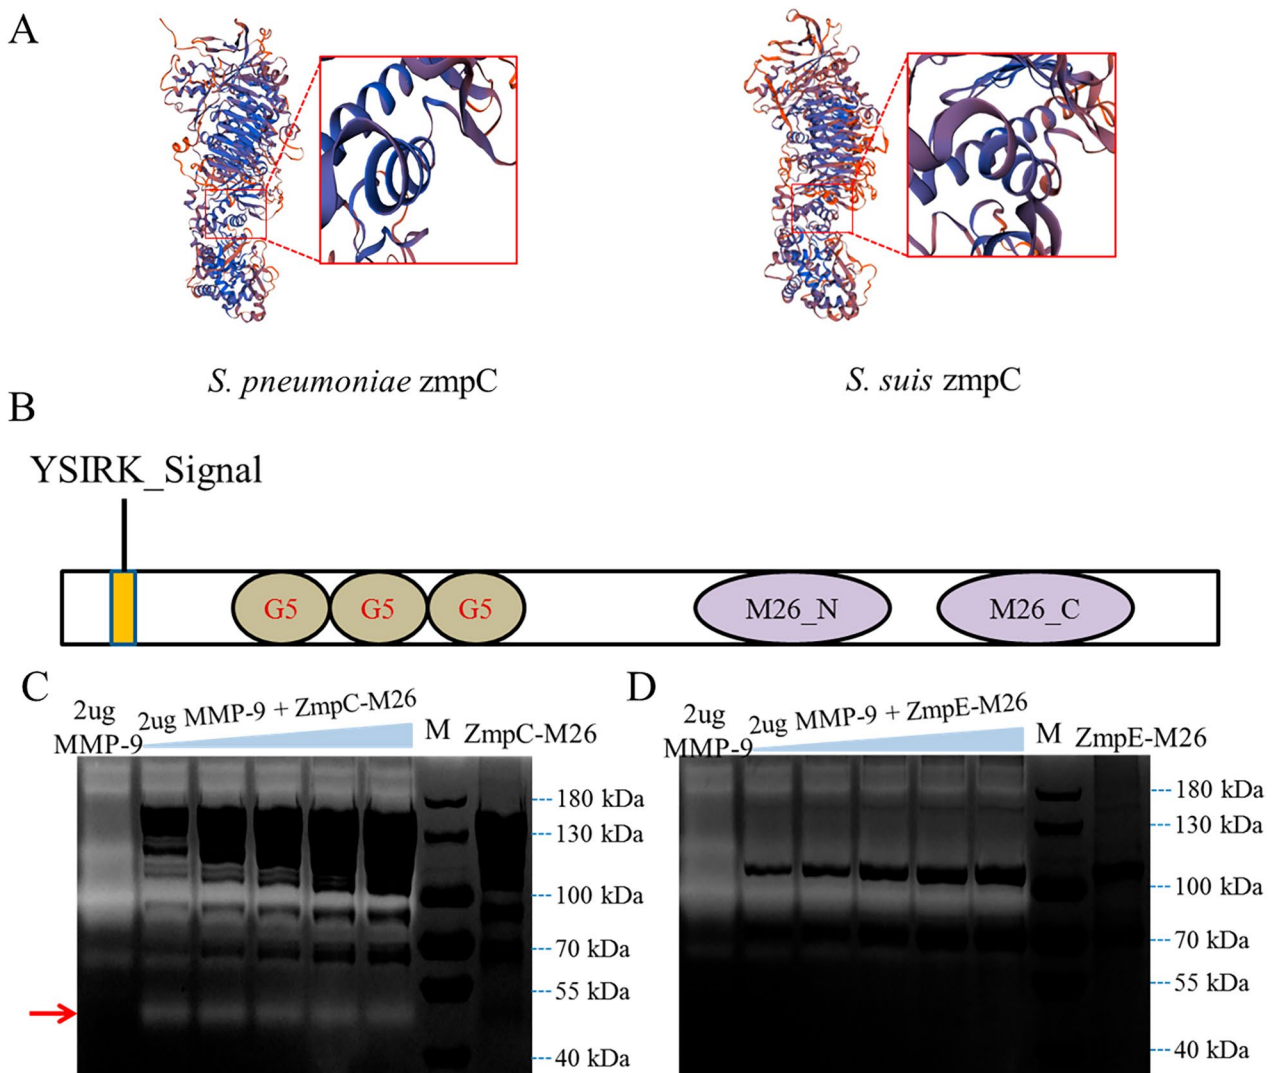 A
S. pneumoniae zmpC
S. suis zmpC
B
YSIRK_Signal
G5
G5
G5
M26_N
M26_C
C
2ug
MMP-9
2ug MMP-9 + ZmpC-M26
M
ZmpC-M26
180 kDa
130 kDa
100 kDa
70 kDa
55 kDa
40 kDa
D
2ug
MMP-9
2ug MMP-9 + ZmpE-M26
M
ZmpE-M26
180 kDa
130 kDa
100 kDa
70 kDa
55 kDa
40 kDa